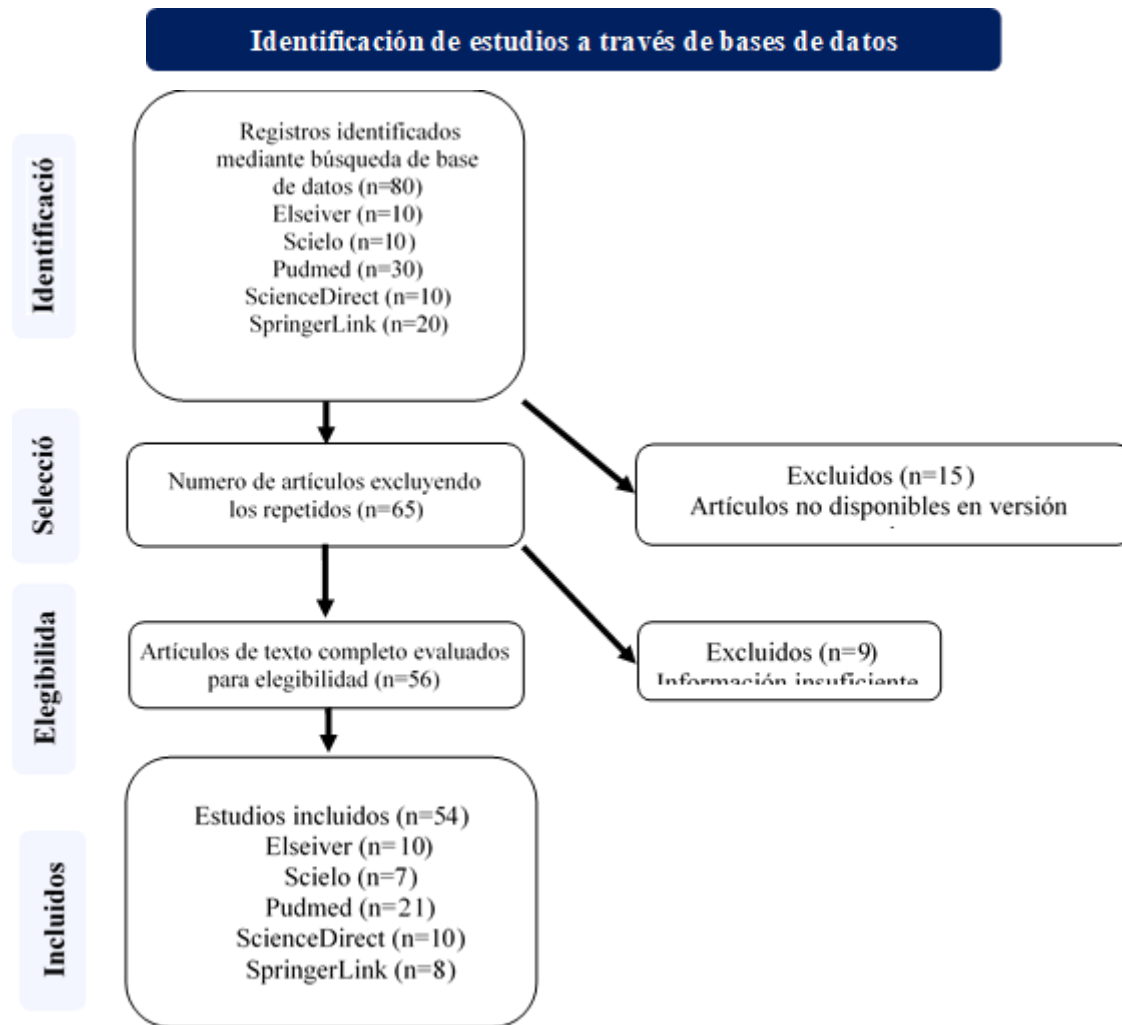 Identificación de estudios a través de bases de datos
Identificació
Registros identificados
mediante búsqueda de base
de datos (n=80)
Elseiver (n=10)
Scielo (n=10)
Pudmed (n=30)
ScienceDirect (n=10)
SpringerLink (n=20)
Selecció
Numero de artículos excluyendo
los repetidos (n=65)
Excluidos (n=15)
Artículos no disponibles en versión
Elegibilida
Artículos de texto completo evaluados
para elegibilidad (n=56)
Excluidos (n=9)
Información insuficiente
Incluidos
Estudios incluidos (n=54)
Elseiver (n=10)
Scielo (n=7)
Pudmed (n=21)
ScienceDirect (n=10)
SpringerLink (n=8)